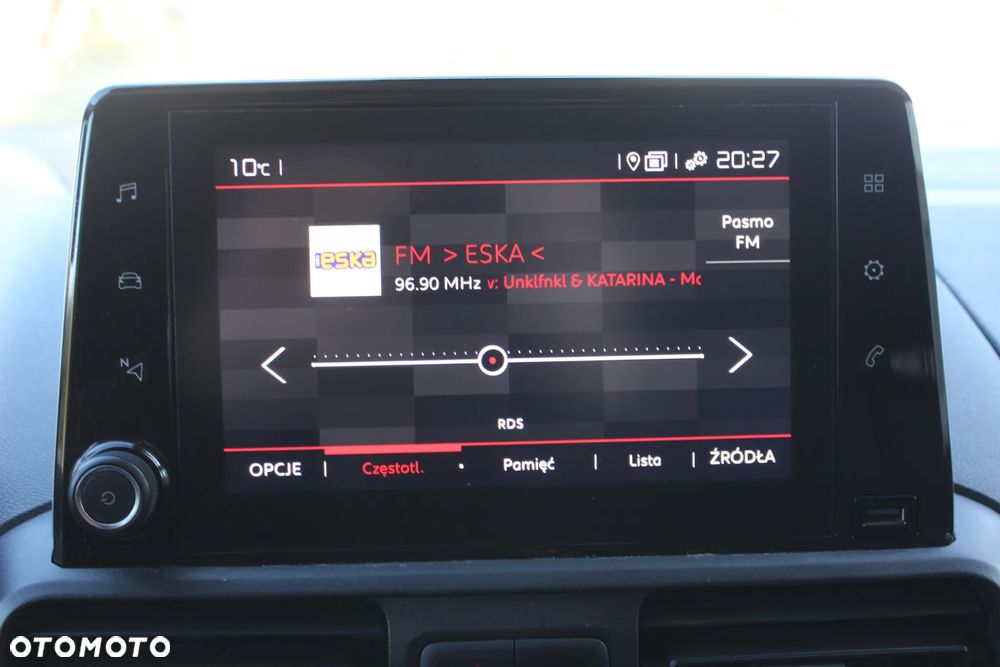 10°C
20:27
Pasmo
FM
eska
FM > ESKA <
96.90 MHz v: Unklfnkl & KATARINA - Mo
N
RDS
OPCJE | Częstotl. • Pamięć | Lista | ŹRÓDŁA
OTOMOTO